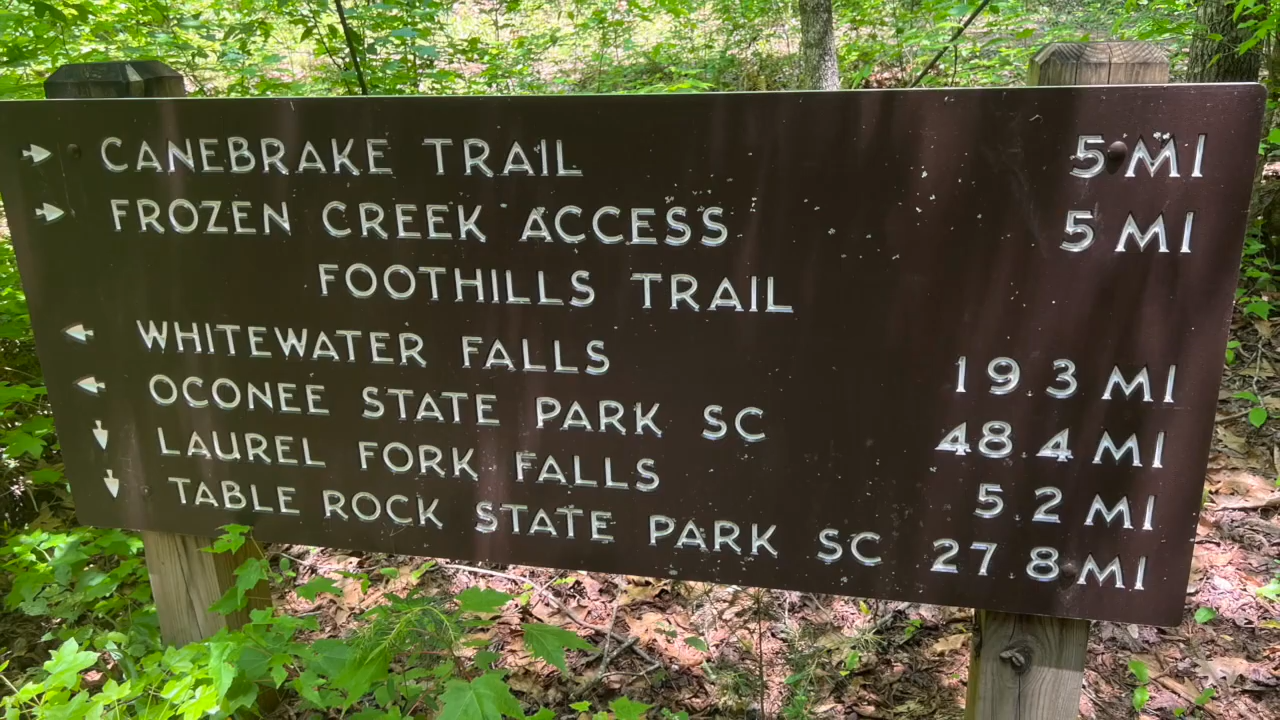 CANEBRAKE TRAIL 5 MI
FROZEN CREEK ACCESS 5 MI
FOOTHILLS TRAIL
WHITEWATER FALLS 19.3 MI
OCONEE STATE PARK SC 48.4 MI
LAUREL FORK FALLS 5.2 MI
TABLE ROCK STATE PARK SC 27.8 MI